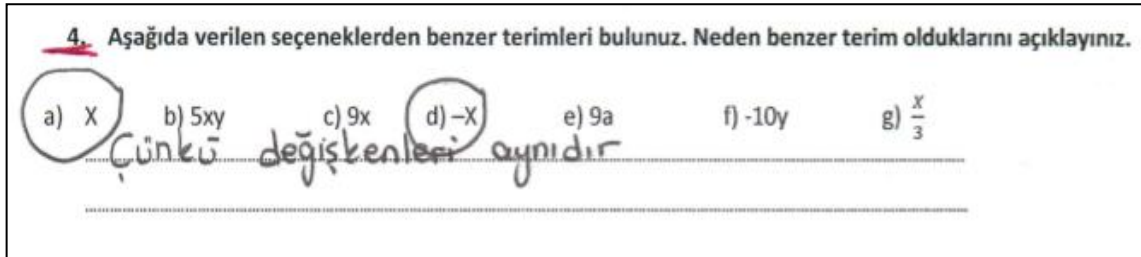 4. Aşağıda verilen seçeneklerden benzer terimleri bulunuz. Neden benzer terim olduklarını açıklayınız.
a) X b) 5xy c) 9x d) –X e) 9a f) -10y g) x/3
Çünkü değişkenleri aynıdır